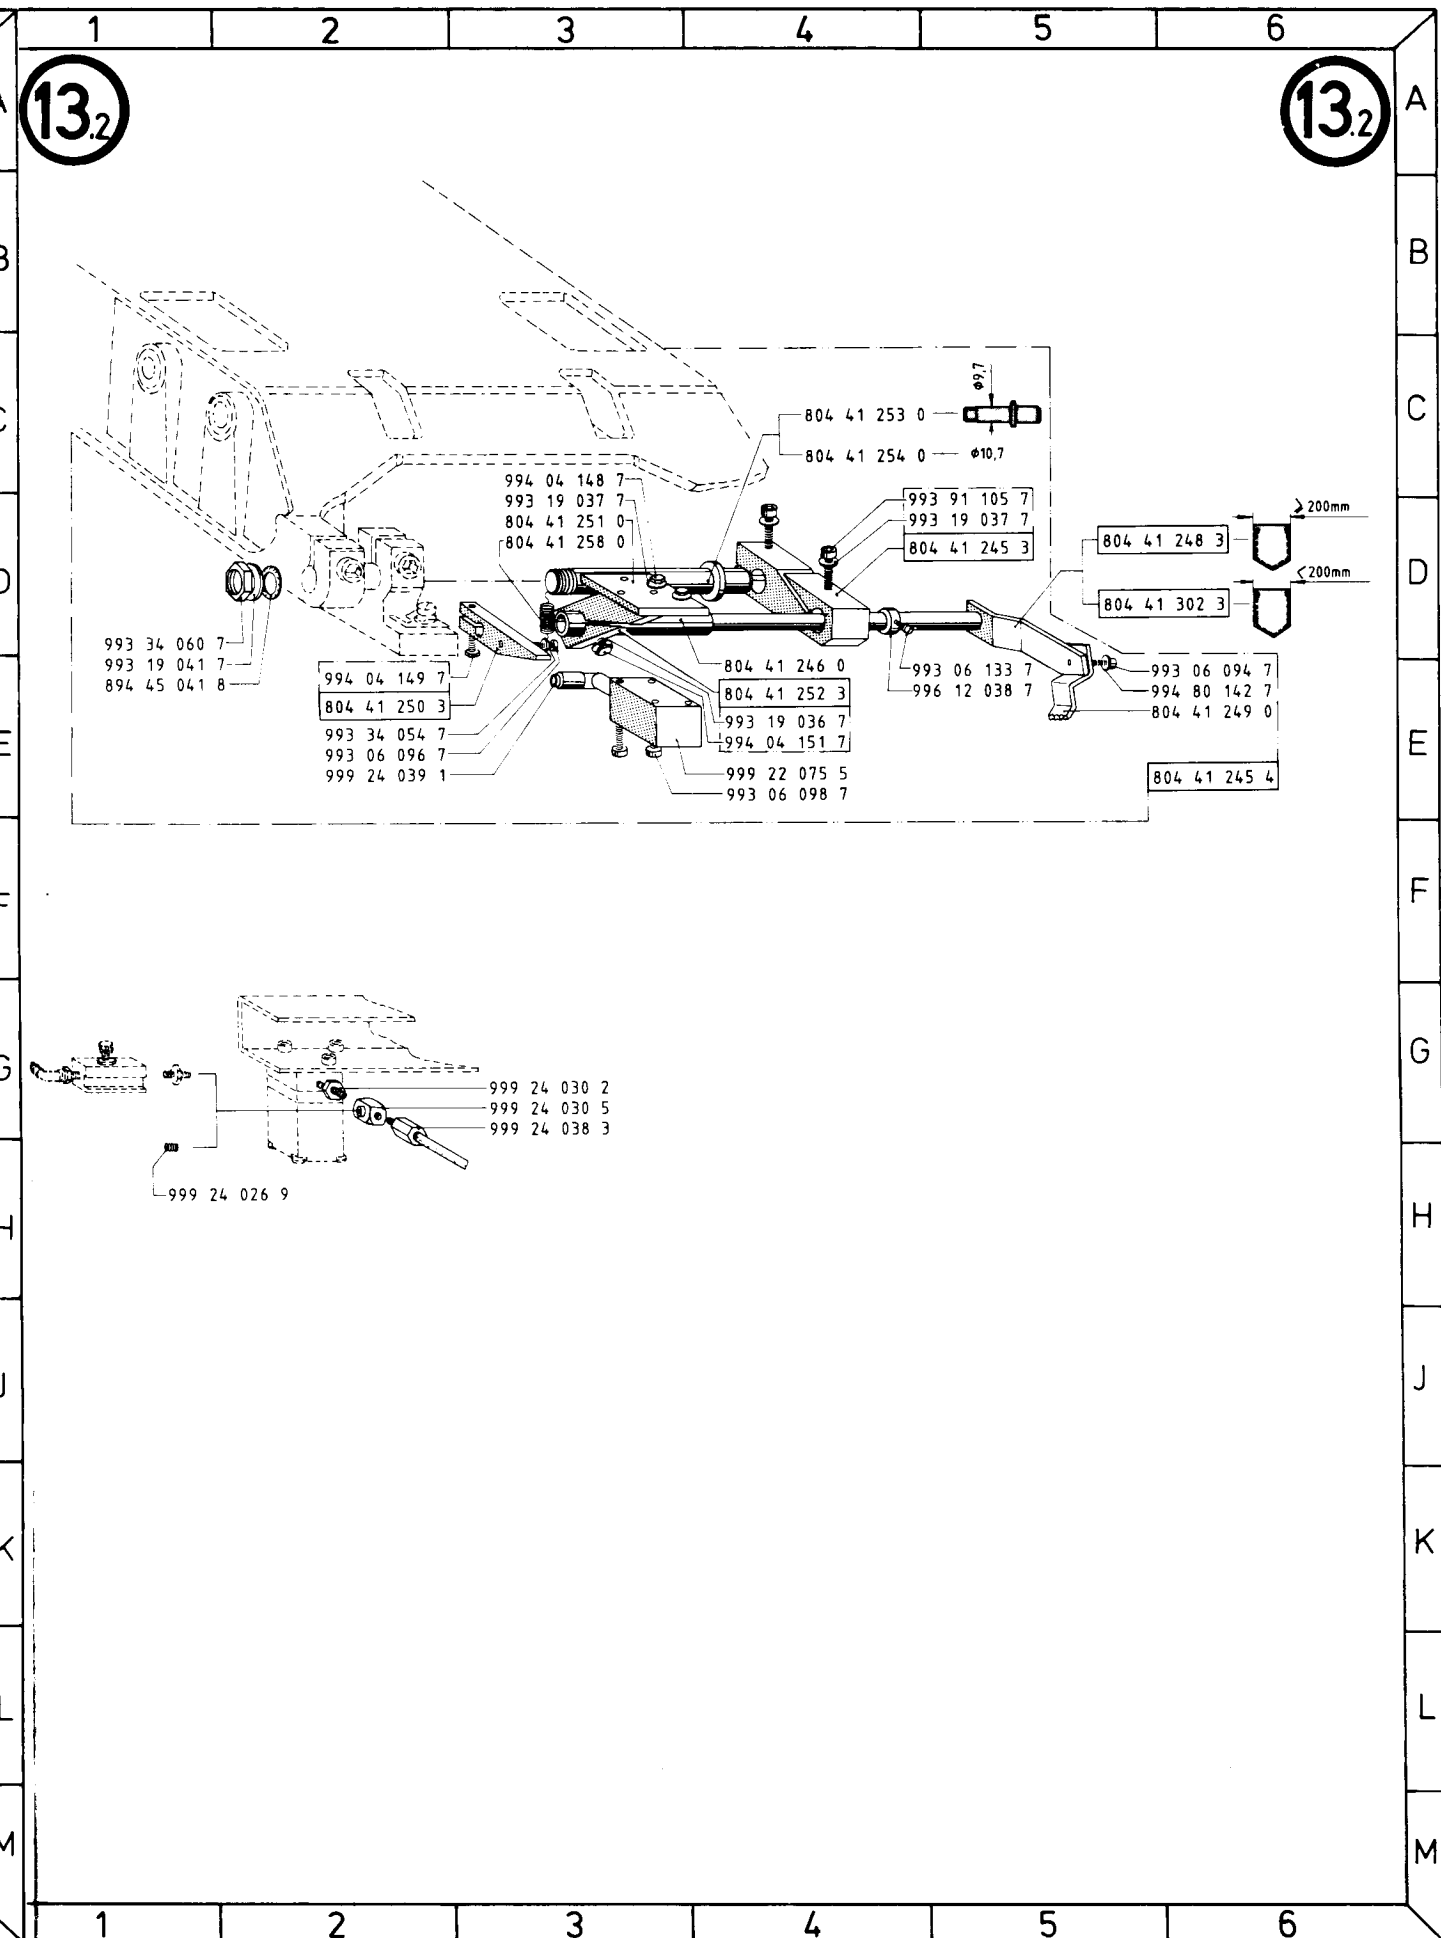 1 2 3 4 5 6
13.2
13.2
A
A
B
B
C
C
φ9,7
804 41 253 0
804 41 254 0
φ10,7
994 04 148 7
993 19 037 7
804 41 251 0
804 41 258 0
993 91 105 7
993 19 037 7
804 41 245 3
≥ 200mm
804 41 248 3
< 200mm
804 41 302 3
D
D
993 34 060 7
993 19 041 7
894 45 041 8
994 04 149 7
804 41 250 3
993 34 054 7
993 06 096 7
999 24 039 1
804 41 246 0
804 41 252 3
993 19 036 7
994 04 151 7
999 22 075 5
993 06 098 7
993 06 133 7
996 12 038 7
993 06 094 7
994 80 142 7
804 41 249 0
804 41 245 4
E
E
F
F
G
G
999 24 030 2
999 24 030 5
999 24 038 3
999 24 026 9
H
H
J
J
K
K
L
L
M
M
1 2 3 4 5 6